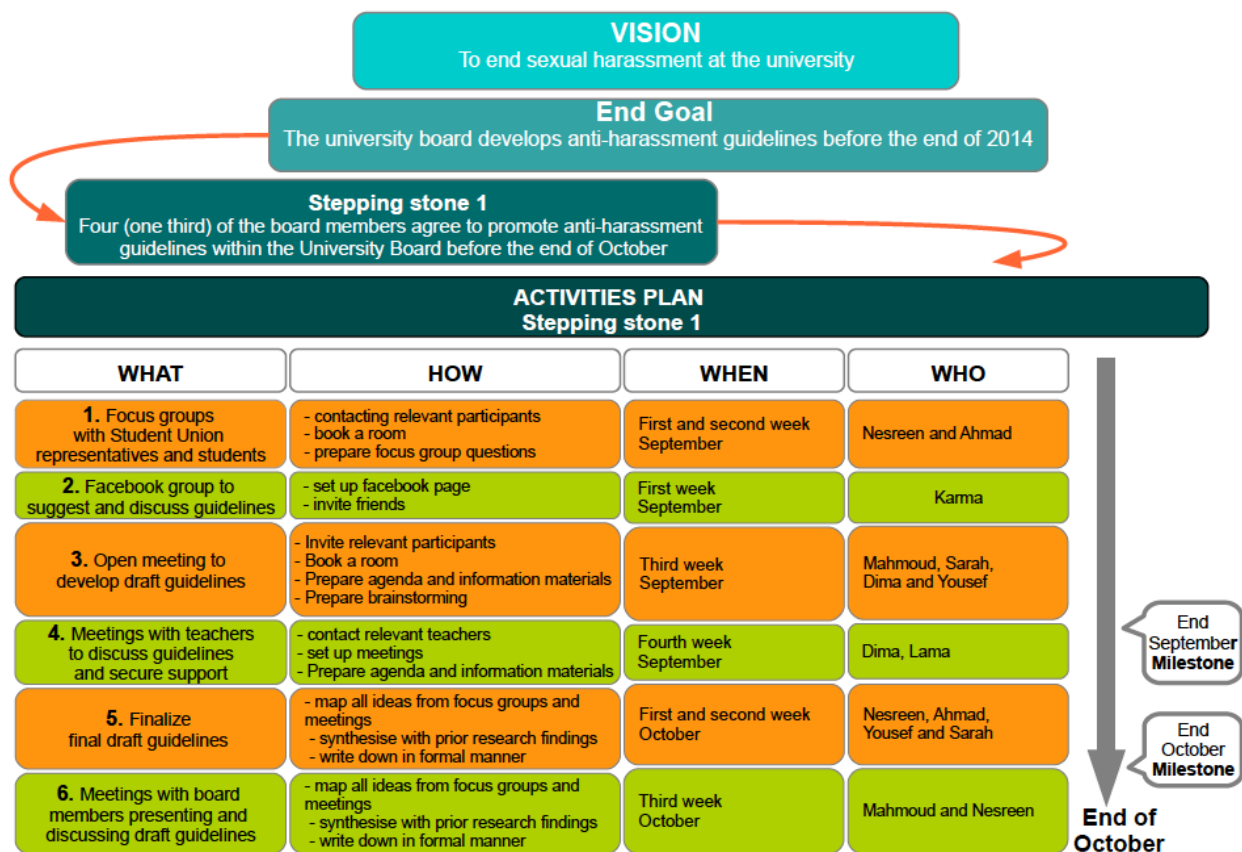 VISION
To end sexual harassment at the university
End Goal
The university board develops anti-harassment guidelines before the end of 2014
Stepping stone 1
Four (one third) of the board members agree to promote anti-harassment
guidelines within the University Board before the end of October
ACTIVITIES PLAN
Stepping stone 1
WHAT
HOW
WHEN
WHO
1. Focus groups
with Student Union
representatives and students
- contacting relevant participants
- book a room
- prepare focus group questions
First and second week
September
Nesreen and Ahmad
2. Facebook group to
suggest and discuss guidelines
- set up facebook page
- invite friends
First week
September
Karma
3. Open meeting to
develop draft guidelines
- Invite relevant participants
- Book a room
- Prepare agenda and information materials
- Prepare brainstorming
Third week
September
Mahmoud, Sarah,
Dima and Yousef
4. Meetings with teachers
to discuss guidelines
and secure support
- contact relevant teachers
- set up meetings
- Prepare agenda and information materials
Fourth week
September
Dima, Lama
End
September
Milestone
5. Finalize
final draft guidelines
- map all ideas from focus groups and
meetings
- synthesise with prior research findings
- write down in formal manner
First and second week
October
Nesreen, Ahmad,
Yousef and Sarah
End
October
Milestone
6. Meetings with board
members presenting and
discussing draft guidelines
- map all ideas from focus groups and
meetings
- synthesise with prior research findings
- write down in formal manner
Third week
October
Mahmoud and Nesreen
End of
October